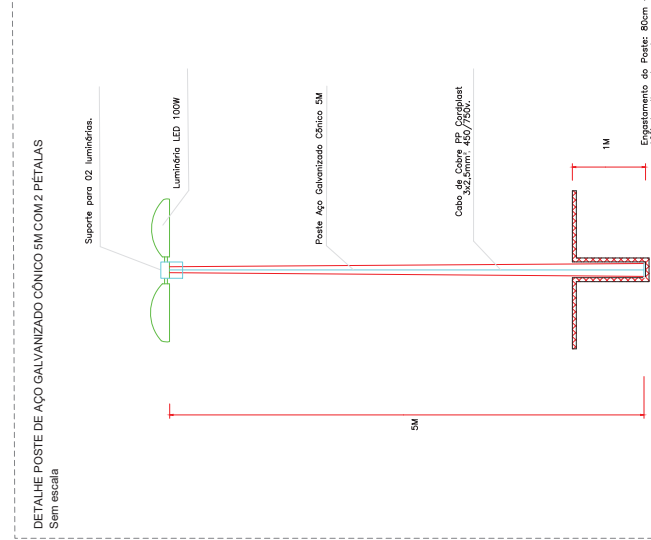 DETALHE POSTE DE AÇO GALVANIZADO CÔNICO 5M COM 2 PÉTALAS
Sem escala
Suporte para 02 luminárias.
Luminária LED 100W
Poste Aço Galvanizado Cônico 5M
Cabo de Cobre PP Cordplast
3x2,5mm², 450/750v.
5M
1M
Engastamento do Poste: 80cm